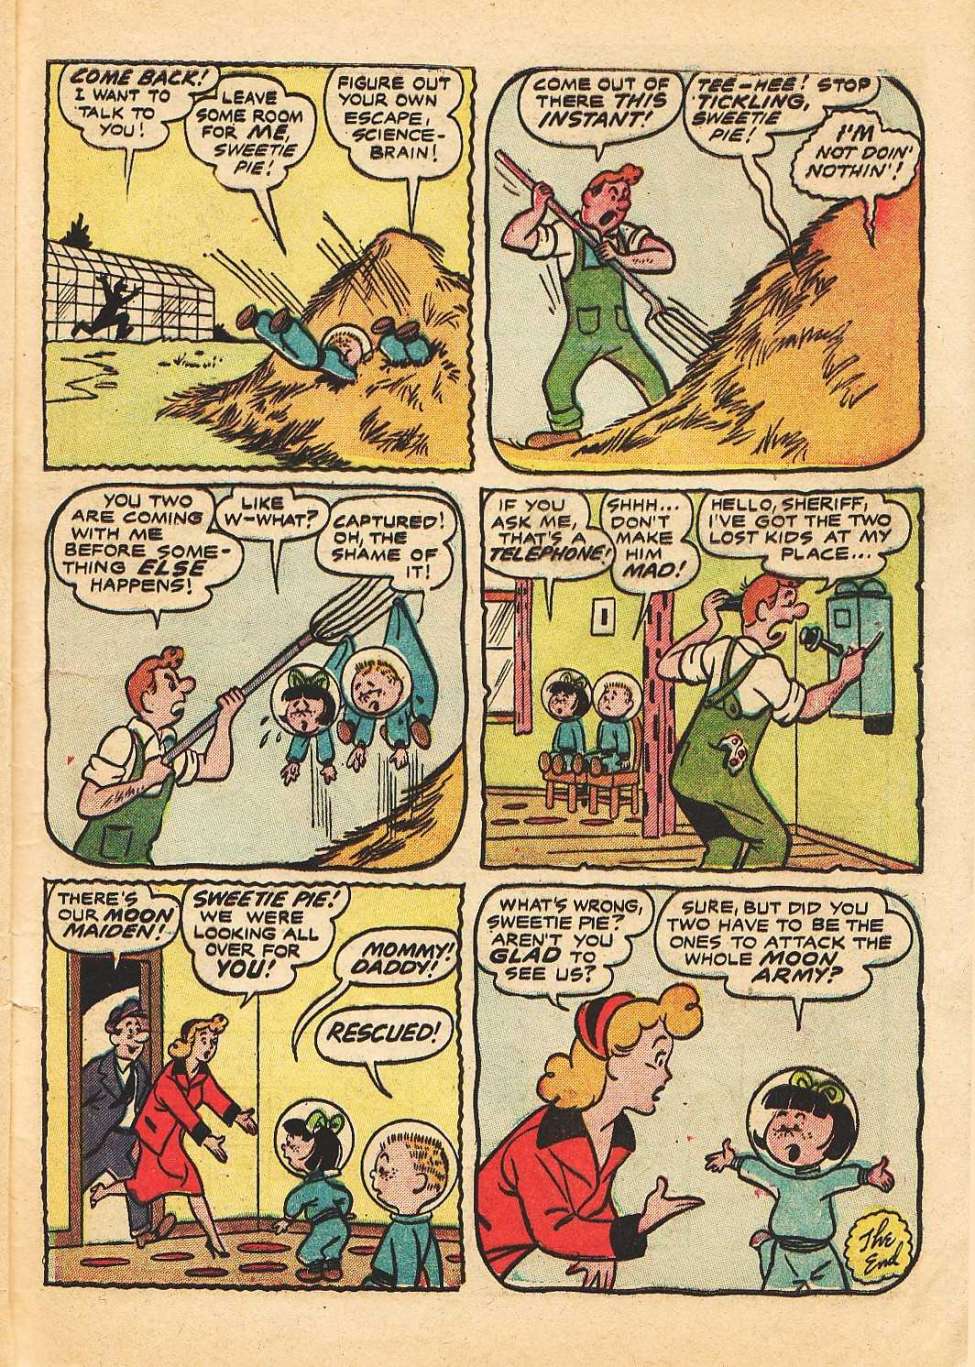 COME BACK!
I WANT TO
TALK TO
YOU!
LEAVE
SOME ROOM
FOR ME,
SWEETIE
PIE!
FIGURE OUT
YOUR OWN
ESCAPE,
SCIENCE-
BRAIN!
COME OUT OF
THERE THIS
INSTANT!
TEE-HEE! STOP
TICKLING,
SWEETIE
PIE!
I'M
NOT DOIN'
NOTHIN'!
YOU TWO
ARE COMING
WITH ME
BEFORE SOME-
THING ELSE
HAPPENS!
LIKE
W-WHAT?
CAPTURED!
OH, THE
SHAME OF
IT!
IF YOU
ASK ME,
THAT'S A
TELEPHONE!
SHHH...
DON'T
MAKE
HIM
MAD!
HELLO, SHERIFF,
I'VE GOT THE TWO
LOST KIDS AT MY
PLACE...
THERE'S
OUR MOON
MAIDEN!
SWEETIE PIE!
WE WERE
LOOKING ALL
OVER FOR
YOU!
MOMMY!
DADDY!
RESCUED!
WHAT'S WRONG,
SWEETIE PIE?
AREN'T YOU
GLAD TO
SEE US?
SURE, BUT DID YOU
TWO HAVE TO BE THE
ONES TO ATTACK THE
WHOLE MOON
ARMY?
The
End